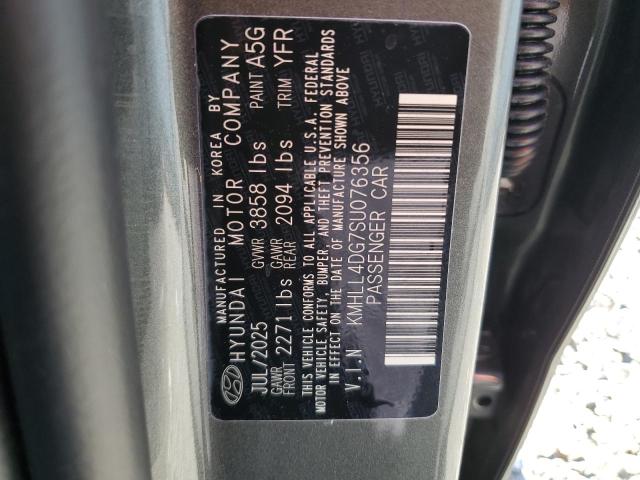 MANUFACTURED IN KOREA BY
HYUNDAI MOTOR COMPANY
JUL/2025 GVWR 3858 lbs PAINT A5G
GAWR FRONT 2271 lbs GAWR REAR 2094 lbs TRIM YFR
THIS VEHICLE CONFORMS TO ALL APPLICABLE U.S.A. FEDERAL
MOTOR VEHICLE SAFETY, BUMPER, AND THEFT PREVENTION STANDARDS
IN EFFECT ON THE DATE OF MANUFACTURE SHOWN ABOVE
V.I.N KMHLL4DG7SU076356
PASSENGER CAR